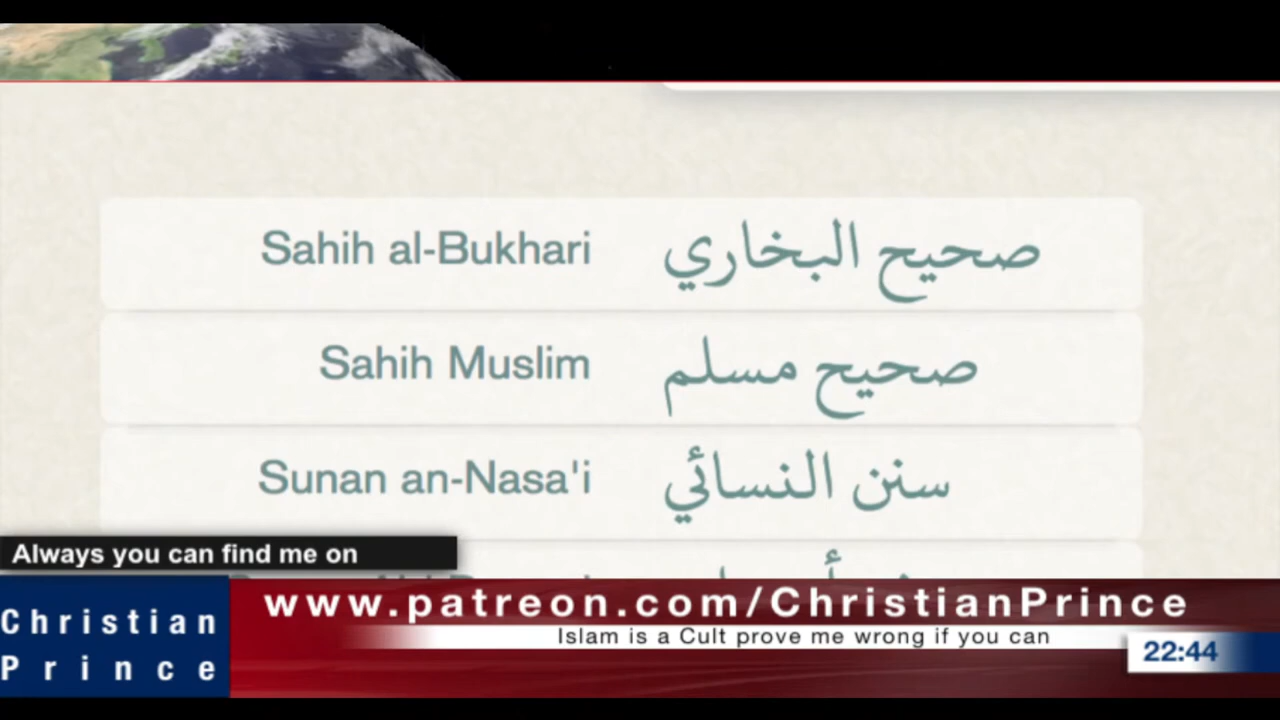 Sahih al-Bukhari صحيح البخاري
Sahih Muslim صحيح مسلم
Sunan an-Nasa'i سنن النسائي
Always you can find me on
Christian
Prince
www.patreon.com/ChristianPrince
Islam is a Cult prove me wrong if you can
22:44